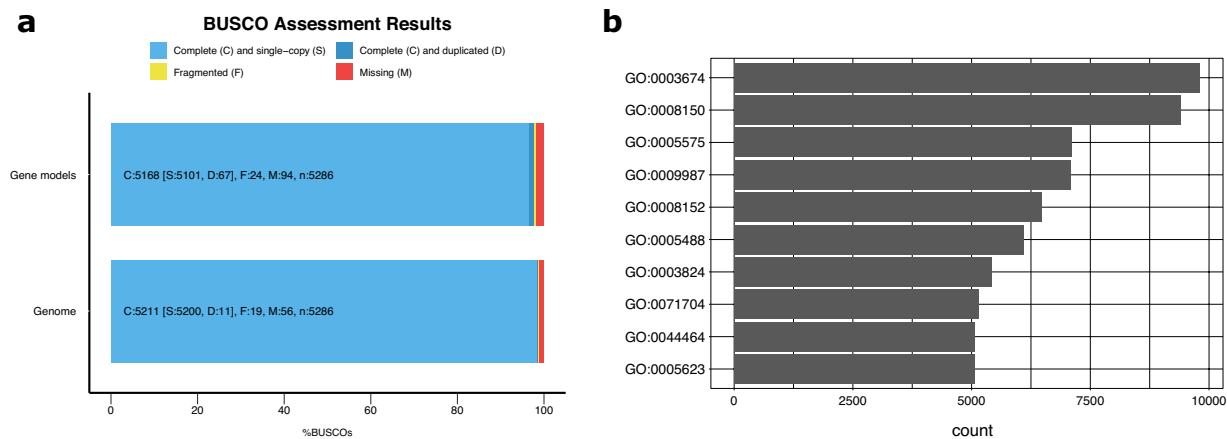 a
BUSCO Assessment Results
Complete (C) and single−copy (S)
Complete (C) and duplicated (D)
Fragmented (F)
Missing (M)
Gene models
C:5168 [S:5101, D:67], F:24, M:94, n:5286
Genome
C:5211 [S:5200, D:11], F:19, M:56, n:5286
0 20 40 60 80 100
%BUSCOs
b
GO:0003674
GO:0008150
GO:0005575
GO:0009987
GO:0008152
GO:0005488
GO:0003824
GO:0071704
GO:0044464
GO:0005623
0 2500 5000 7500 10000
count